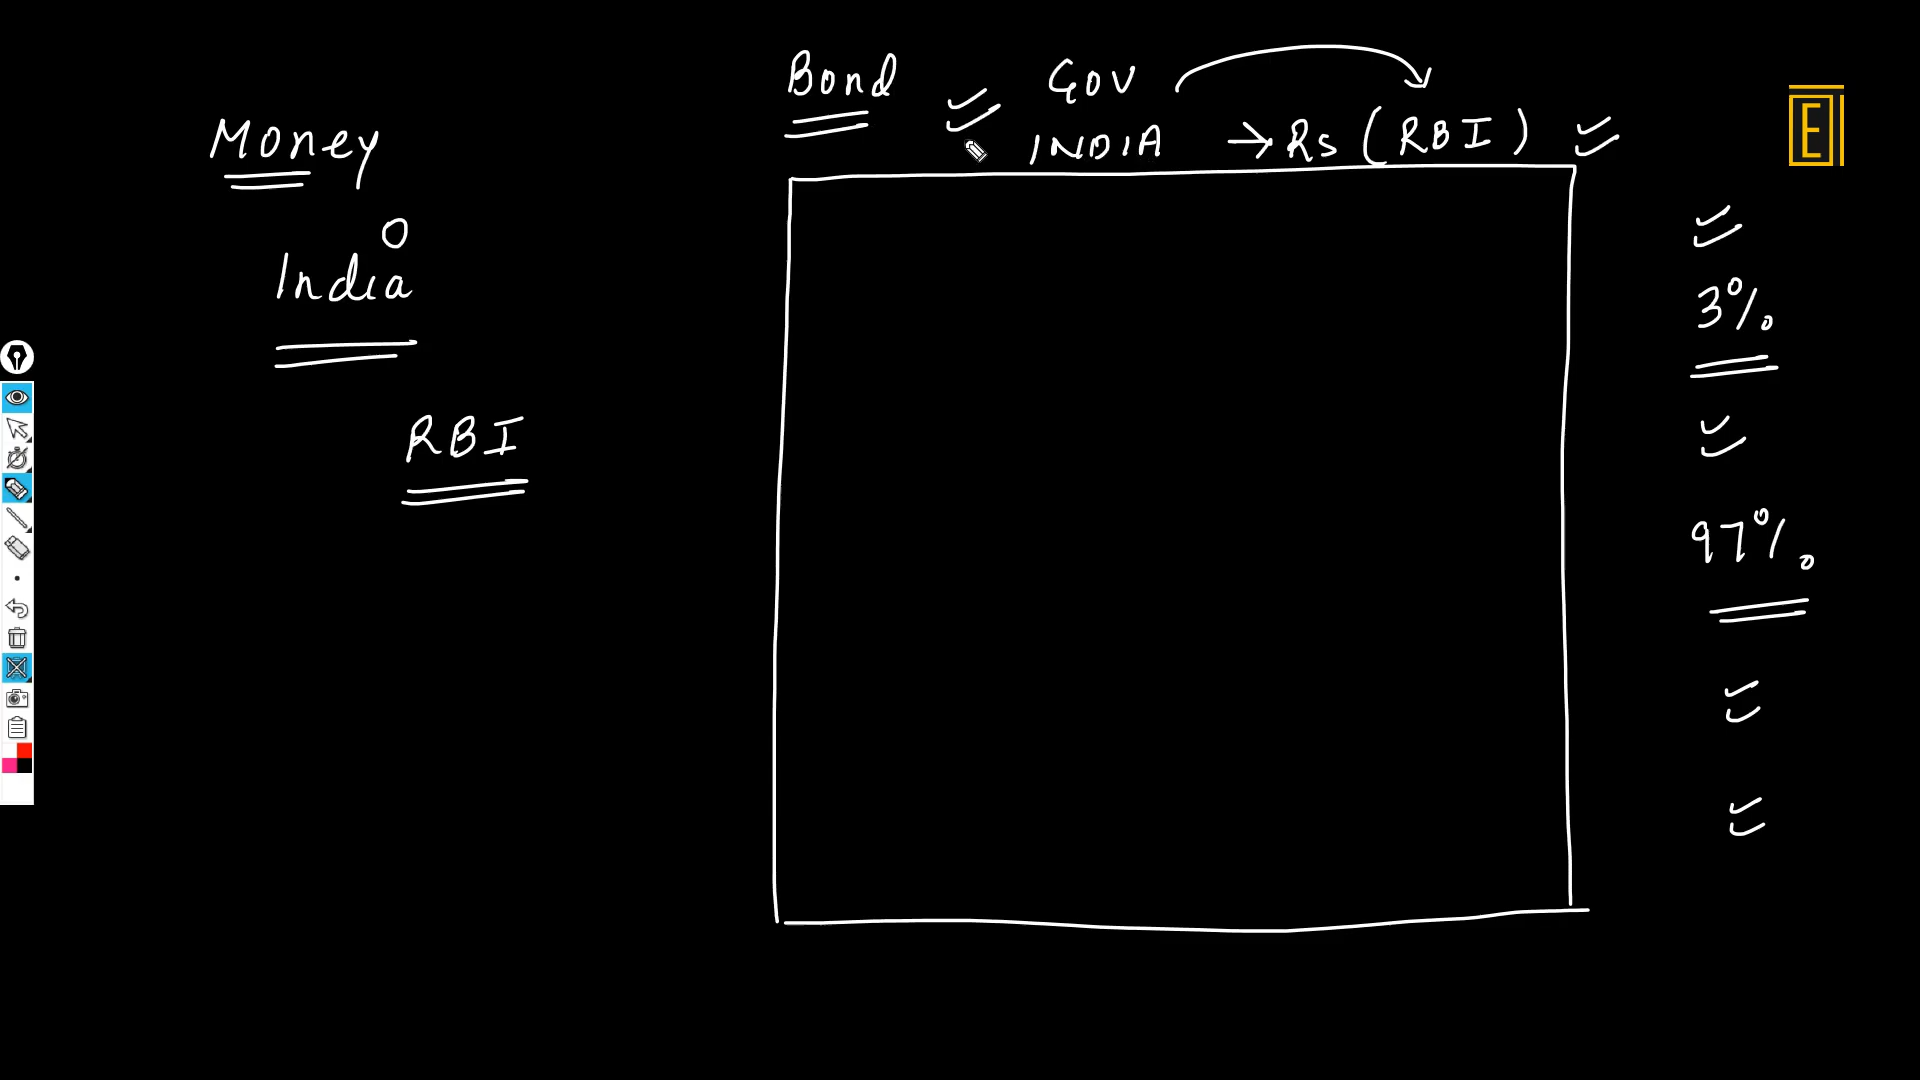 Money
India
RBI
Bond
GOV
INDIA → Rs (RBI)
3%
97%
E